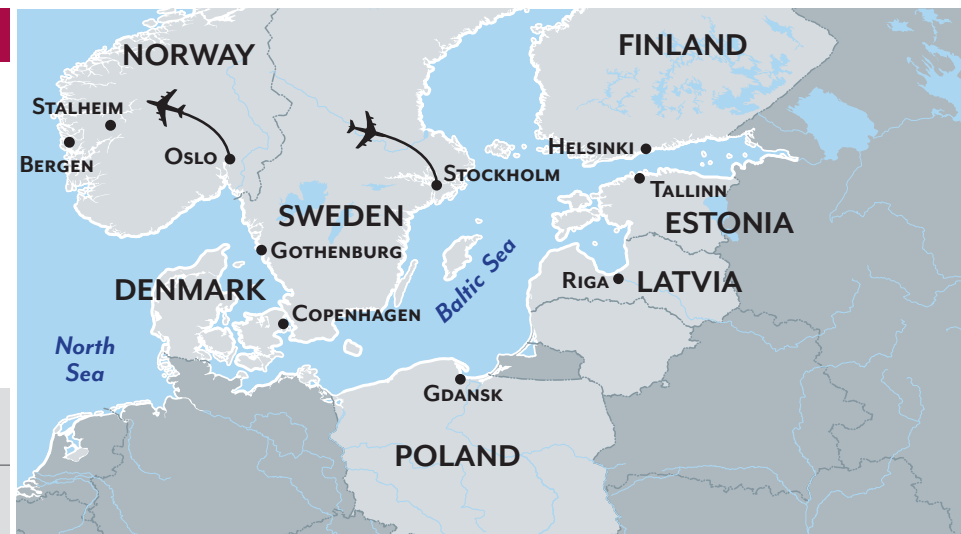 NORWAY
FINLAND
STALHEIM
BERGEN
OSLO
HELSINKI
STOCKHOLM
TALLINN
SWEDEN
ESTONIA
GOTHENBURG
Baltic Sea
RIGA
LATVIA
DENMARK
COPENHAGEN
North
Sea
GDANSK
POLAND